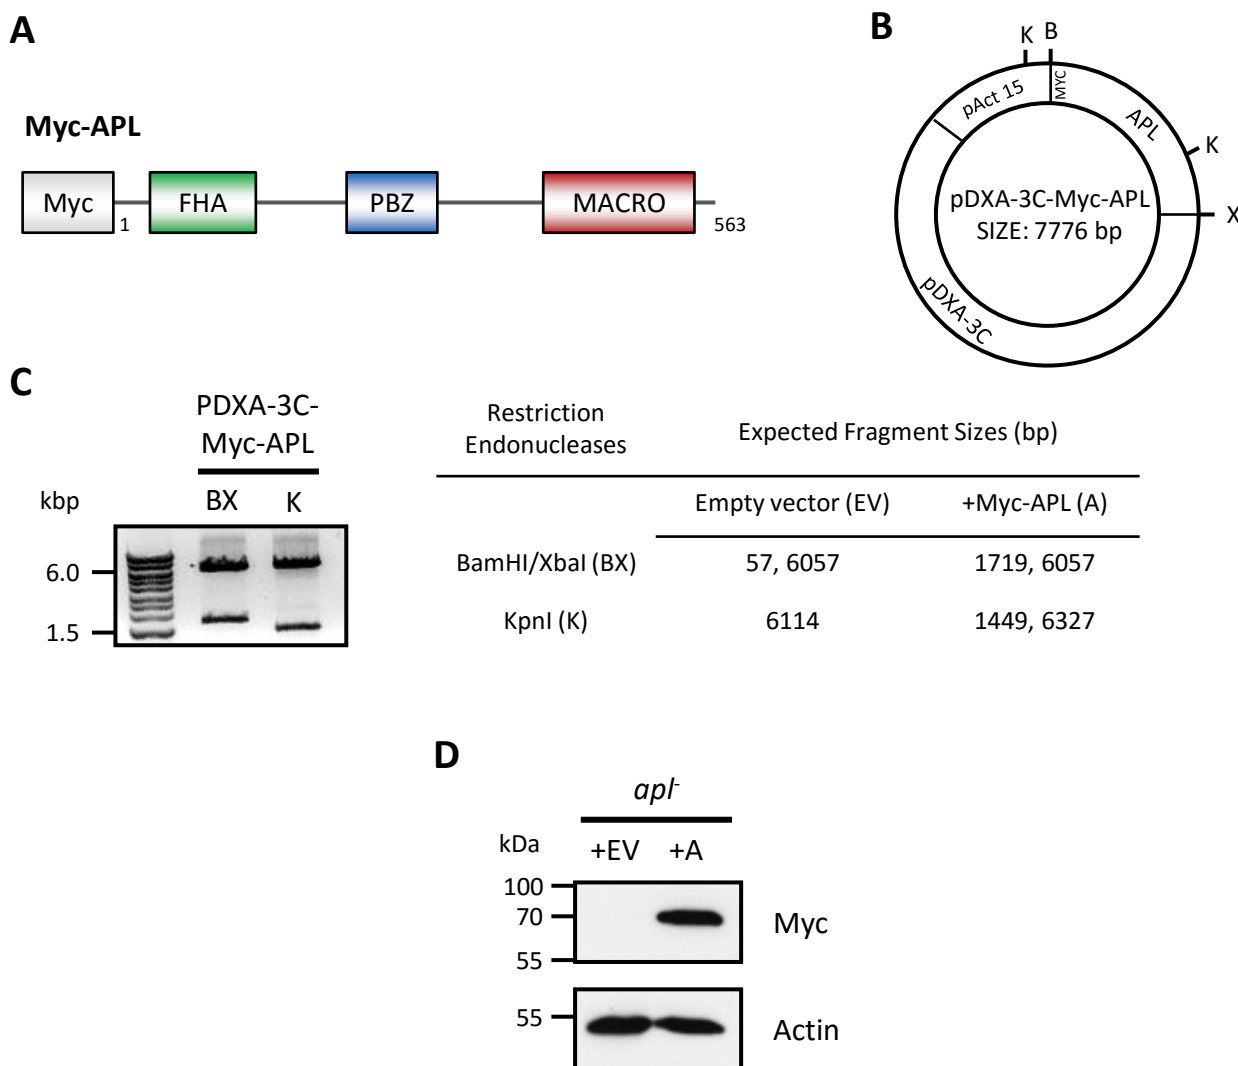 A
Myc-APL
Myc
FHA
PBZ
MACRO
1
563
B
K B
pAct 15
MYC
APL
K
X
pDXA-3C-Myc-APL
SIZE: 7776 bp
pDXA-3C
C
PDXA-3C-
Myc-APL
kbp
BX K
6.0
1.5
Restriction
Endonucleases
Expected Fragment Sizes (bp)
Empty vector (EV) +Myc-APL (A)
BamHI/XbaI (BX) 57, 6057 1719, 6057
KpnI (K) 6114 1449, 6327
D
apl-
kDa
+EV +A
100
70
55
Myc
55
Actin